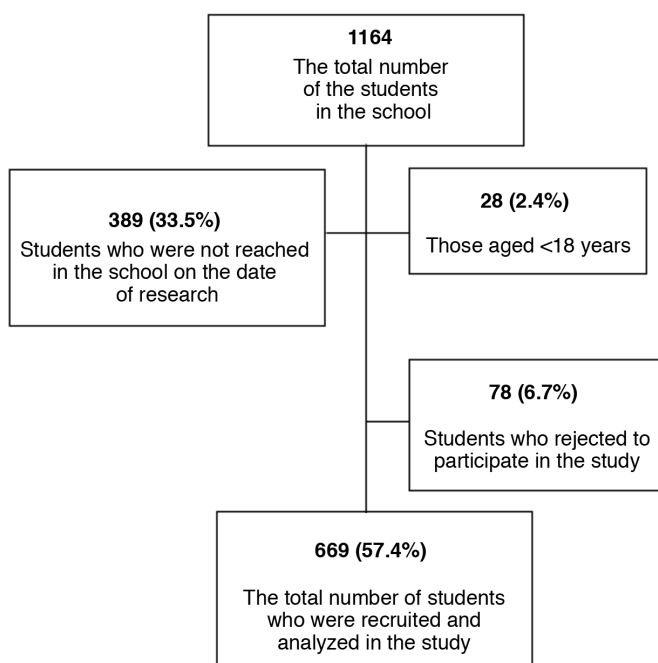 1164
The total number
of the students
in the school
389 (33.5%)
Students who were not reached
in the school on the date
of research
28 (2.4%)
Those aged <18 years
78 (6.7%)
Students who rejected to
participate in the study
669 (57.4%)
The total number of students
who were recruited and
analyzed in the study